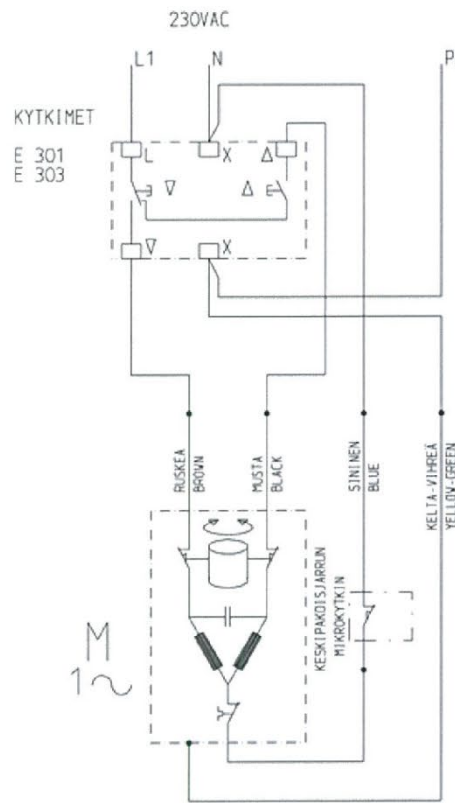 230VAC
L1
N
P
KYTKIMET
E 301
E 303
L
X
X
RUSKEA
BROWN
MUSTA
BLACK
SININEN
BLUE
KELTA-VIHREÄ
YELLOW-GREEN
KESKIPAKOISJARRUN
MIKROKYTKIN
M
1~